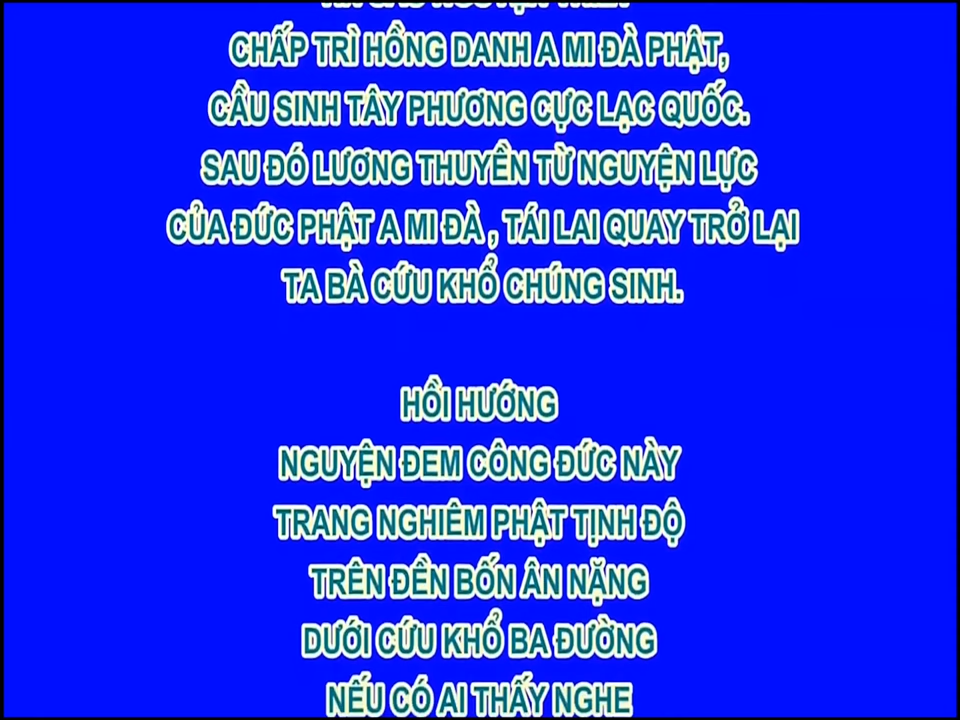 CHẤP TRÌ HỒNG DANH A MI ĐÀ PHẬT,
CẦU SINH TÂY PHƯƠNG CỰC LẠC QUỐC.
SAU ĐÓ LƯƠNG THUYỀN TỪ NGUYỆN LỰC
CỦA ĐỨC PHẬT A MI ĐÀ , TÁI LAI QUAY TRỞ LẠI
TA BÀ CỨU KHỔ CHÚNG SINH.
HỒI HƯỚNG
NGUYỆN ĐEM CÔNG ĐỨC NÀY
TRANG NGHIÊM PHẬT TỊNH ĐỘ
TRÊN ĐỀN BỐN ÂN NẶNG
DƯỚI CỨU KHỔ BA ĐƯỜNG
NẾU CÓ AI THẤY NGHE